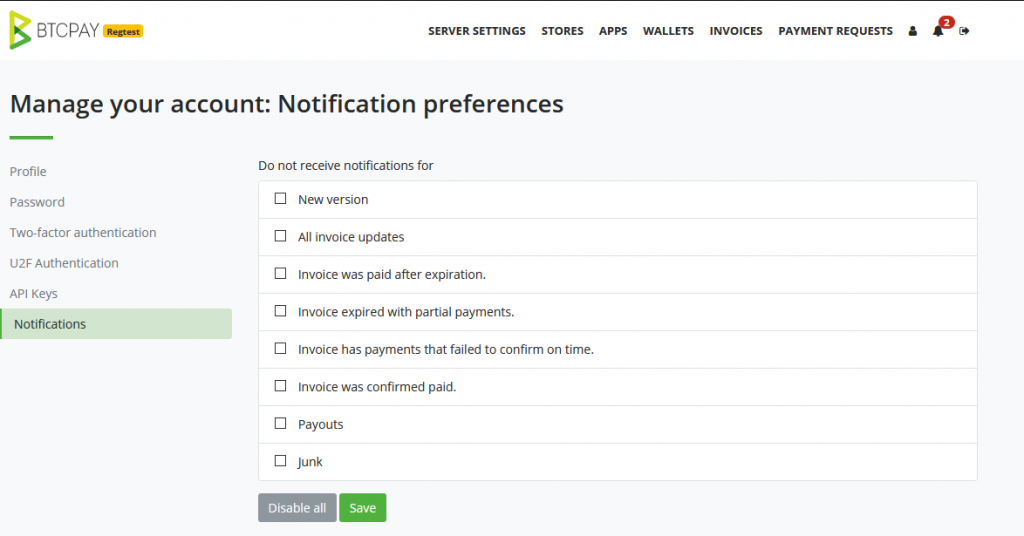 BTCPAY Regtest
SERVER SETTINGS STORES APPS WALLETS INVOICES PAYMENT REQUESTS 2
Manage your account: Notification preferences
Profile
Password
Two-factor authentication
U2F Authentication
API Keys
Notifications
Do not receive notifications for
New version
All invoice updates
Invoice was paid after expiration.
Invoice expired with partial payments.
Invoice has payments that failed to confirm on time.
Invoice was confirmed paid.
Payouts
Junk
Disable all Save